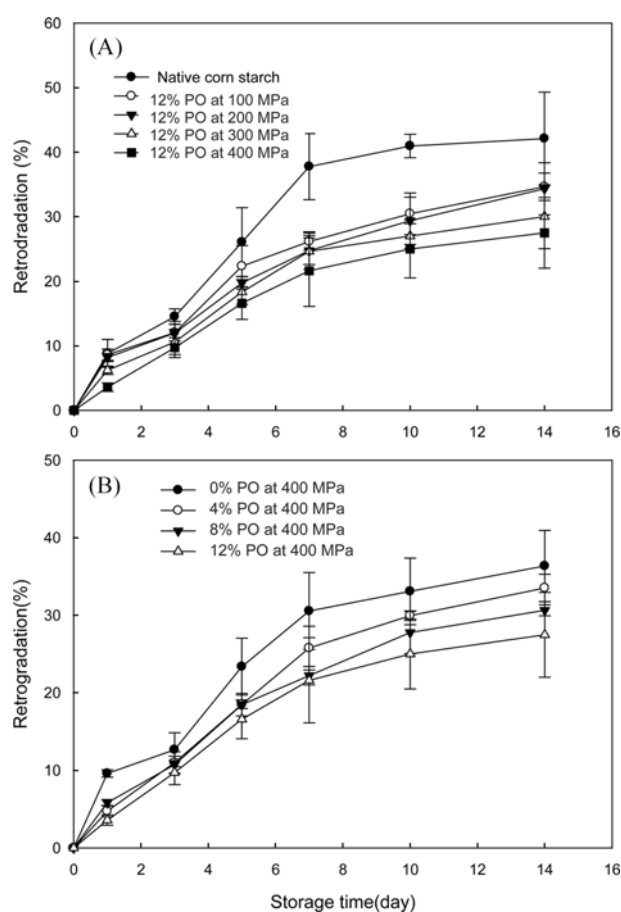 (A)
Native corn starch
12% PO at 100 MPa
12% PO at 200 MPa
12% PO at 300 MPa
12% PO at 400 MPa
Retrodradation (%)
60
50
40
30
20
10
0
0 2 4 6 8 10 12 14 16
(B)
0% PO at 400 MPa
4% PO at 400 MPa
8% PO at 400 MPa
12% PO at 400 MPa
Retrogradation(%)
50
40
30
20
10
0
0 2 4 6 8 10 12 14 16
Storage time(day)